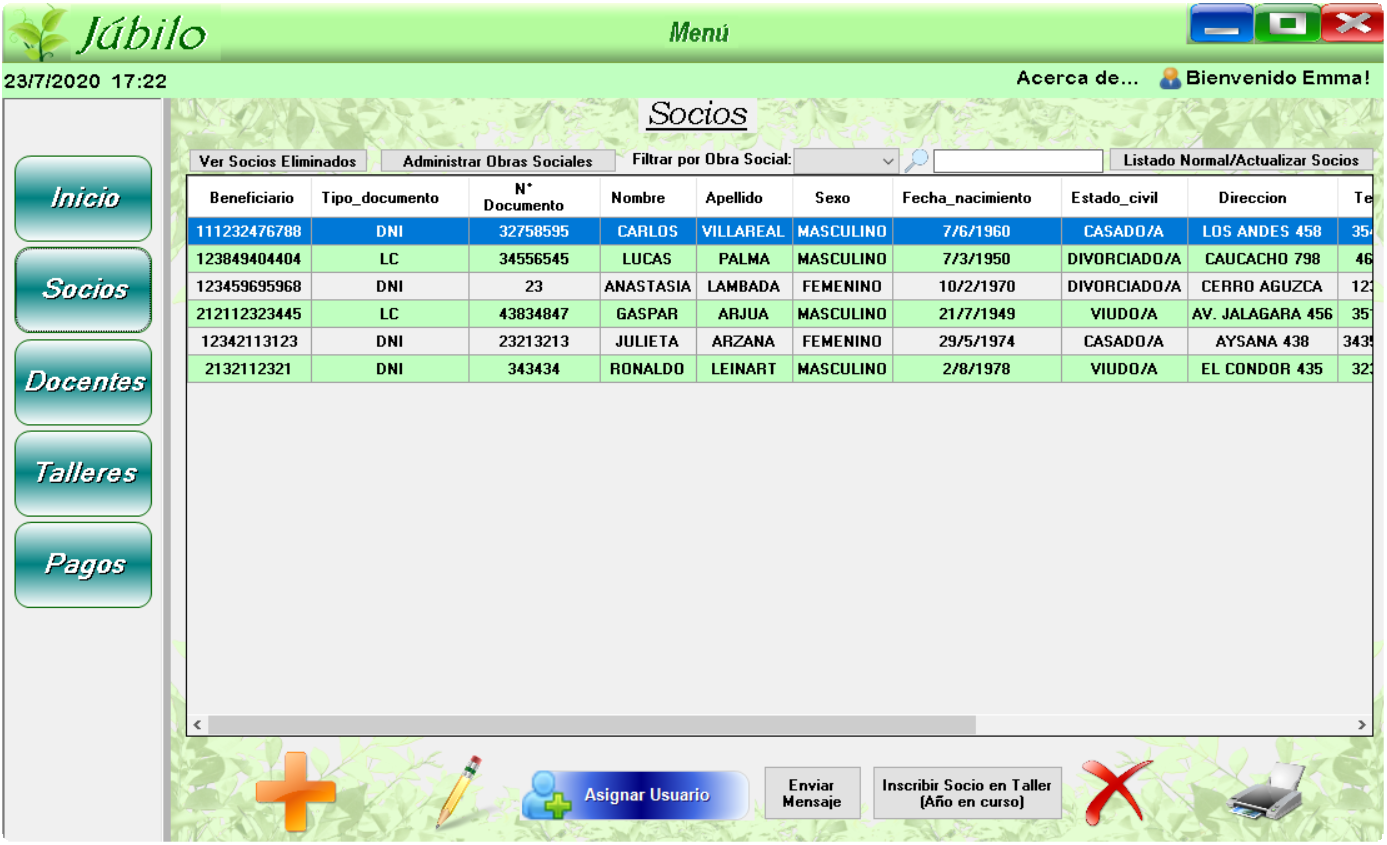 Júbilo
Menú
23/7/2020 17:22
Acerca de...
Bienvenido Emma!
Socios
Ver Socios Eliminados
Administrar Obras Sociales
Filtrar por Obra Social:
Listado Normal/Actualizar Socios
Inicio
Socios
Docentes
Talleres
Pagos
Beneficiario Tipo_documento N° Documento Nombre Apellido Sexo Fecha_nacimiento Estado_civil Direccion Te
111232476788 DNI 32758595 CARLOS VILLAREAL MASCULINO 7/6/1960 CASADO/A LOS ANDES 458 354
123849404404 LC 34556545 LUCAS PALMA MASCULINO 7/3/1950 DIVORCIADO/A CAUCACHO 798 46
123459695968 DNI 23 ANASTASIA LAMBADA FEMENINO 10/2/1970 DIVORCIADO/A CERRO AGUZCA 12
212112323445 LC 43834847 GASPAR ARJUA MASCULINO 21/7/1949 VIUDO/A AV. JALAGARA 456 35
12342113123 DNI 23213213 JULIETA ARZANA FEMENINO 29/5/1974 CASADO/A AYSANA 438 343
2132112321 DNI 343434 RONALDO LEINART MASCULINO 2/8/1978 VIUDO/A EL CONDOR 435 32
Asignar Usuario
Enviar
Mensaje
Inscribir Socio en Taller
(Año en curso)